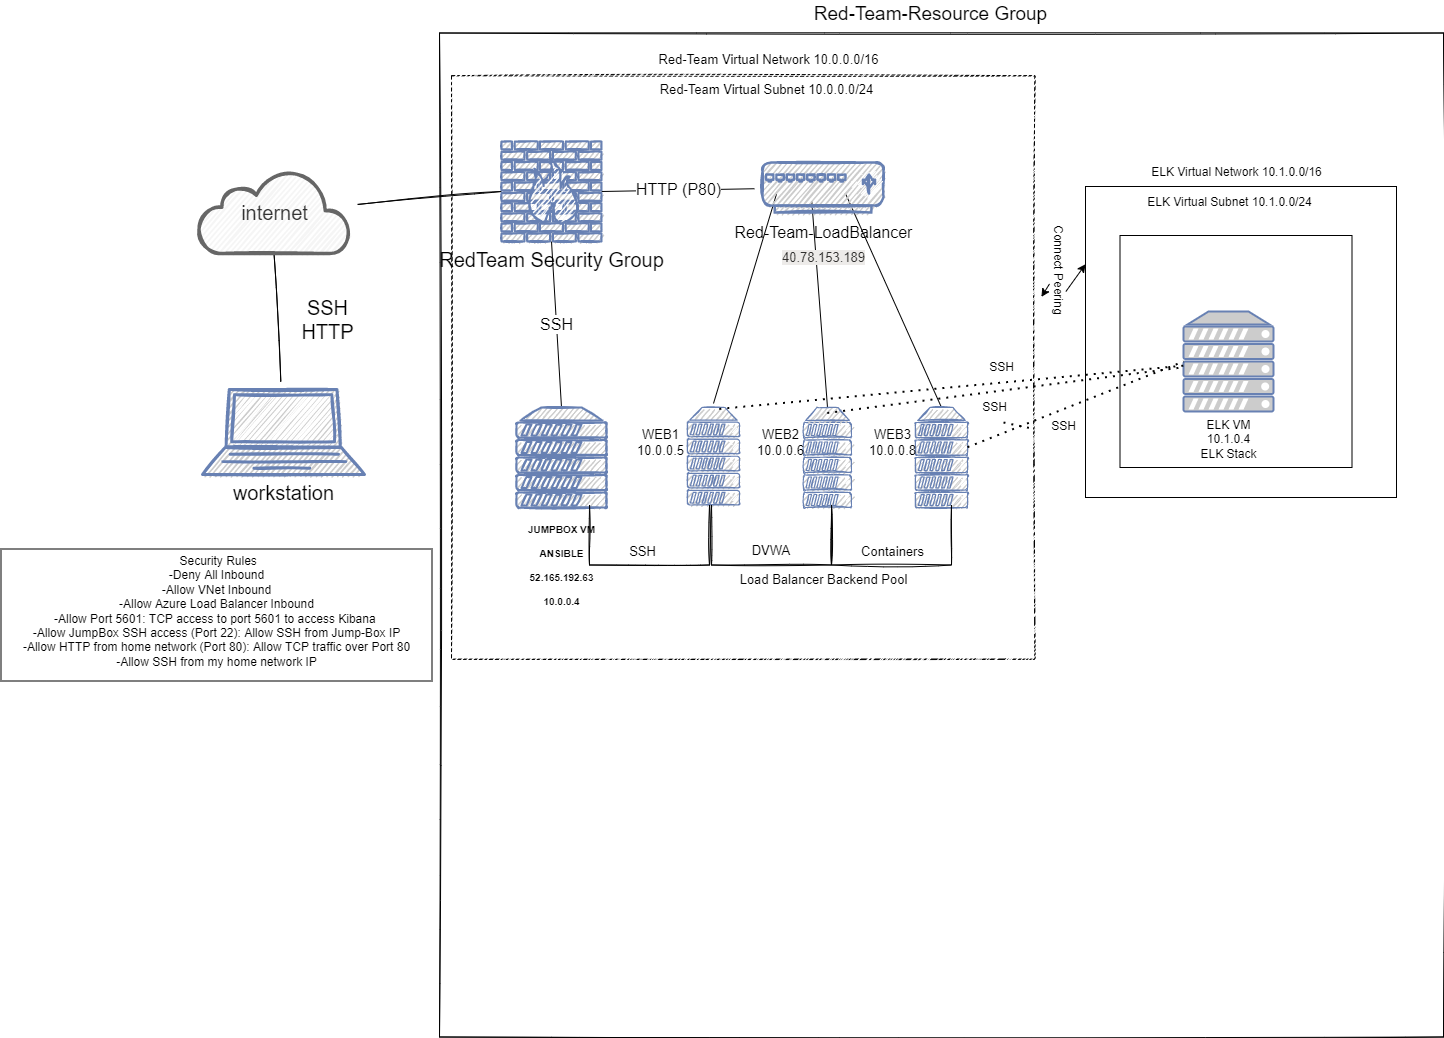 Red-Team-Resource Group
Red-Team Virtual Network 10.0.0.0/16
Red-Team Virtual Subnet 10.0.0.0/24
internet
HTTP (P80)
RedTeam Security Group
Red-Team-LoadBalancer
40.78.153.189
ELK Virtual Network 10.1.0.0/16
ELK Virtual Subnet 10.1.0.0/24
Connect Peering
SSH
HTTP
SSH
SSH
SSH
SSH
WEB1
10.0.0.5
WEB2
10.0.0.6
WEB3
10.0.0.8
ELK VM
10.1.0.4
ELK Stack
workstation
JUMPBOX VM
ANSIBLE
52.165.192.63
10.0.0.4
SSH
DVWA
Containers
Load Balancer Backend Pool
Security Rules
-Deny All Inbound
-Allow VNet Inbound
-Allow Azure Load Balancer Inbound
-Allow Port 5601: TCP access to port 5601 to access Kibana
-Allow JumpBox SSH access (Port 22): Allow SSH from Jump-Box IP
-Allow HTTP from home network (Port 80): Allow TCP traffic over Port 80
-Allow SSH from my home network IP